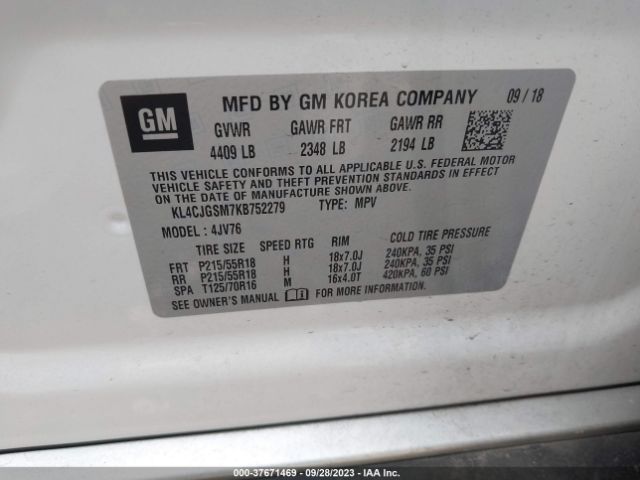 GM
MFD BY GM KOREA COMPANY 09/18
GVWR GAWR FRT GAWR RR
4409 LB 2348 LB 2194 LB
THIS VEHICLE CONFORMS TO ALL APPLICABLE U.S. FEDERAL MOTOR
VEHICLE SAFETY AND THEFT PREVENTION STANDARDS IN EFFECT
ON THE DATE OF MANUFACTURE SHOWN ABOVE.
KL4CJGSM7KB752279 TYPE: MPV
MODEL: 4JV76
TIRE SIZE SPEED RTG RIM COLD TIRE PRESSURE
FRT P215/55R18 H 18x7.0J 240KPA, 35 PSI
RR P215/55R18 H 18x7.0J 240KPA, 35 PSI
SPA T125/70R16 M 16x4.0T 420KPA, 60 PSI
SEE OWNER'S MANUAL FOR MORE INFORMATION.
000-37671469 - 09/28/2023 - IAAI.com